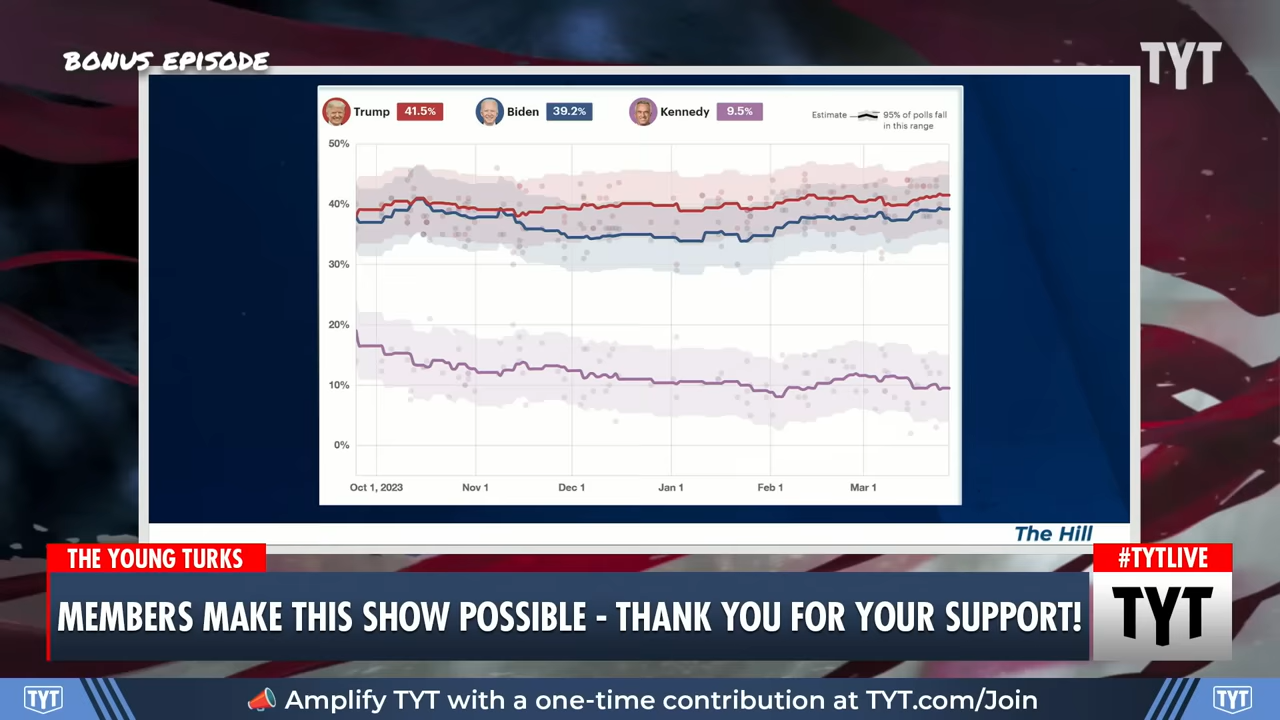 BONUS EPISODE
TYT
Trump 41.5% Biden 39.2% Kennedy 9.5%
Estimate 95% of polls fall
in this range
50%
40%
30%
20%
10%
0%
Oct 1, 2023 Nov 1 Dec 1 Jan 1 Feb 1 Mar 1
The Hill
THE YOUNG TURKS
#TYTLIVE
MEMBERS MAKE THIS SHOW POSSIBLE - THANK YOU FOR YOUR SUPPORT!
TYT
TYT
Amplify TYT with a one-time contribution at TYT.com/Join
TYT